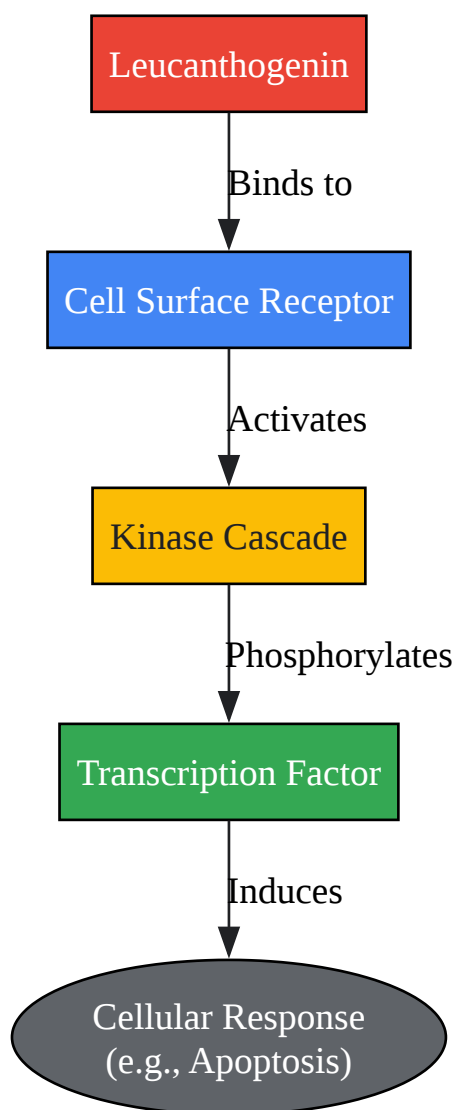 Leucanthogenin
Binds to
Cell Surface Receptor
Activates
Kinase Cascade
Phosphorylates
Transcription Factor
Induces
Cellular Response
(e.g., Apoptosis)